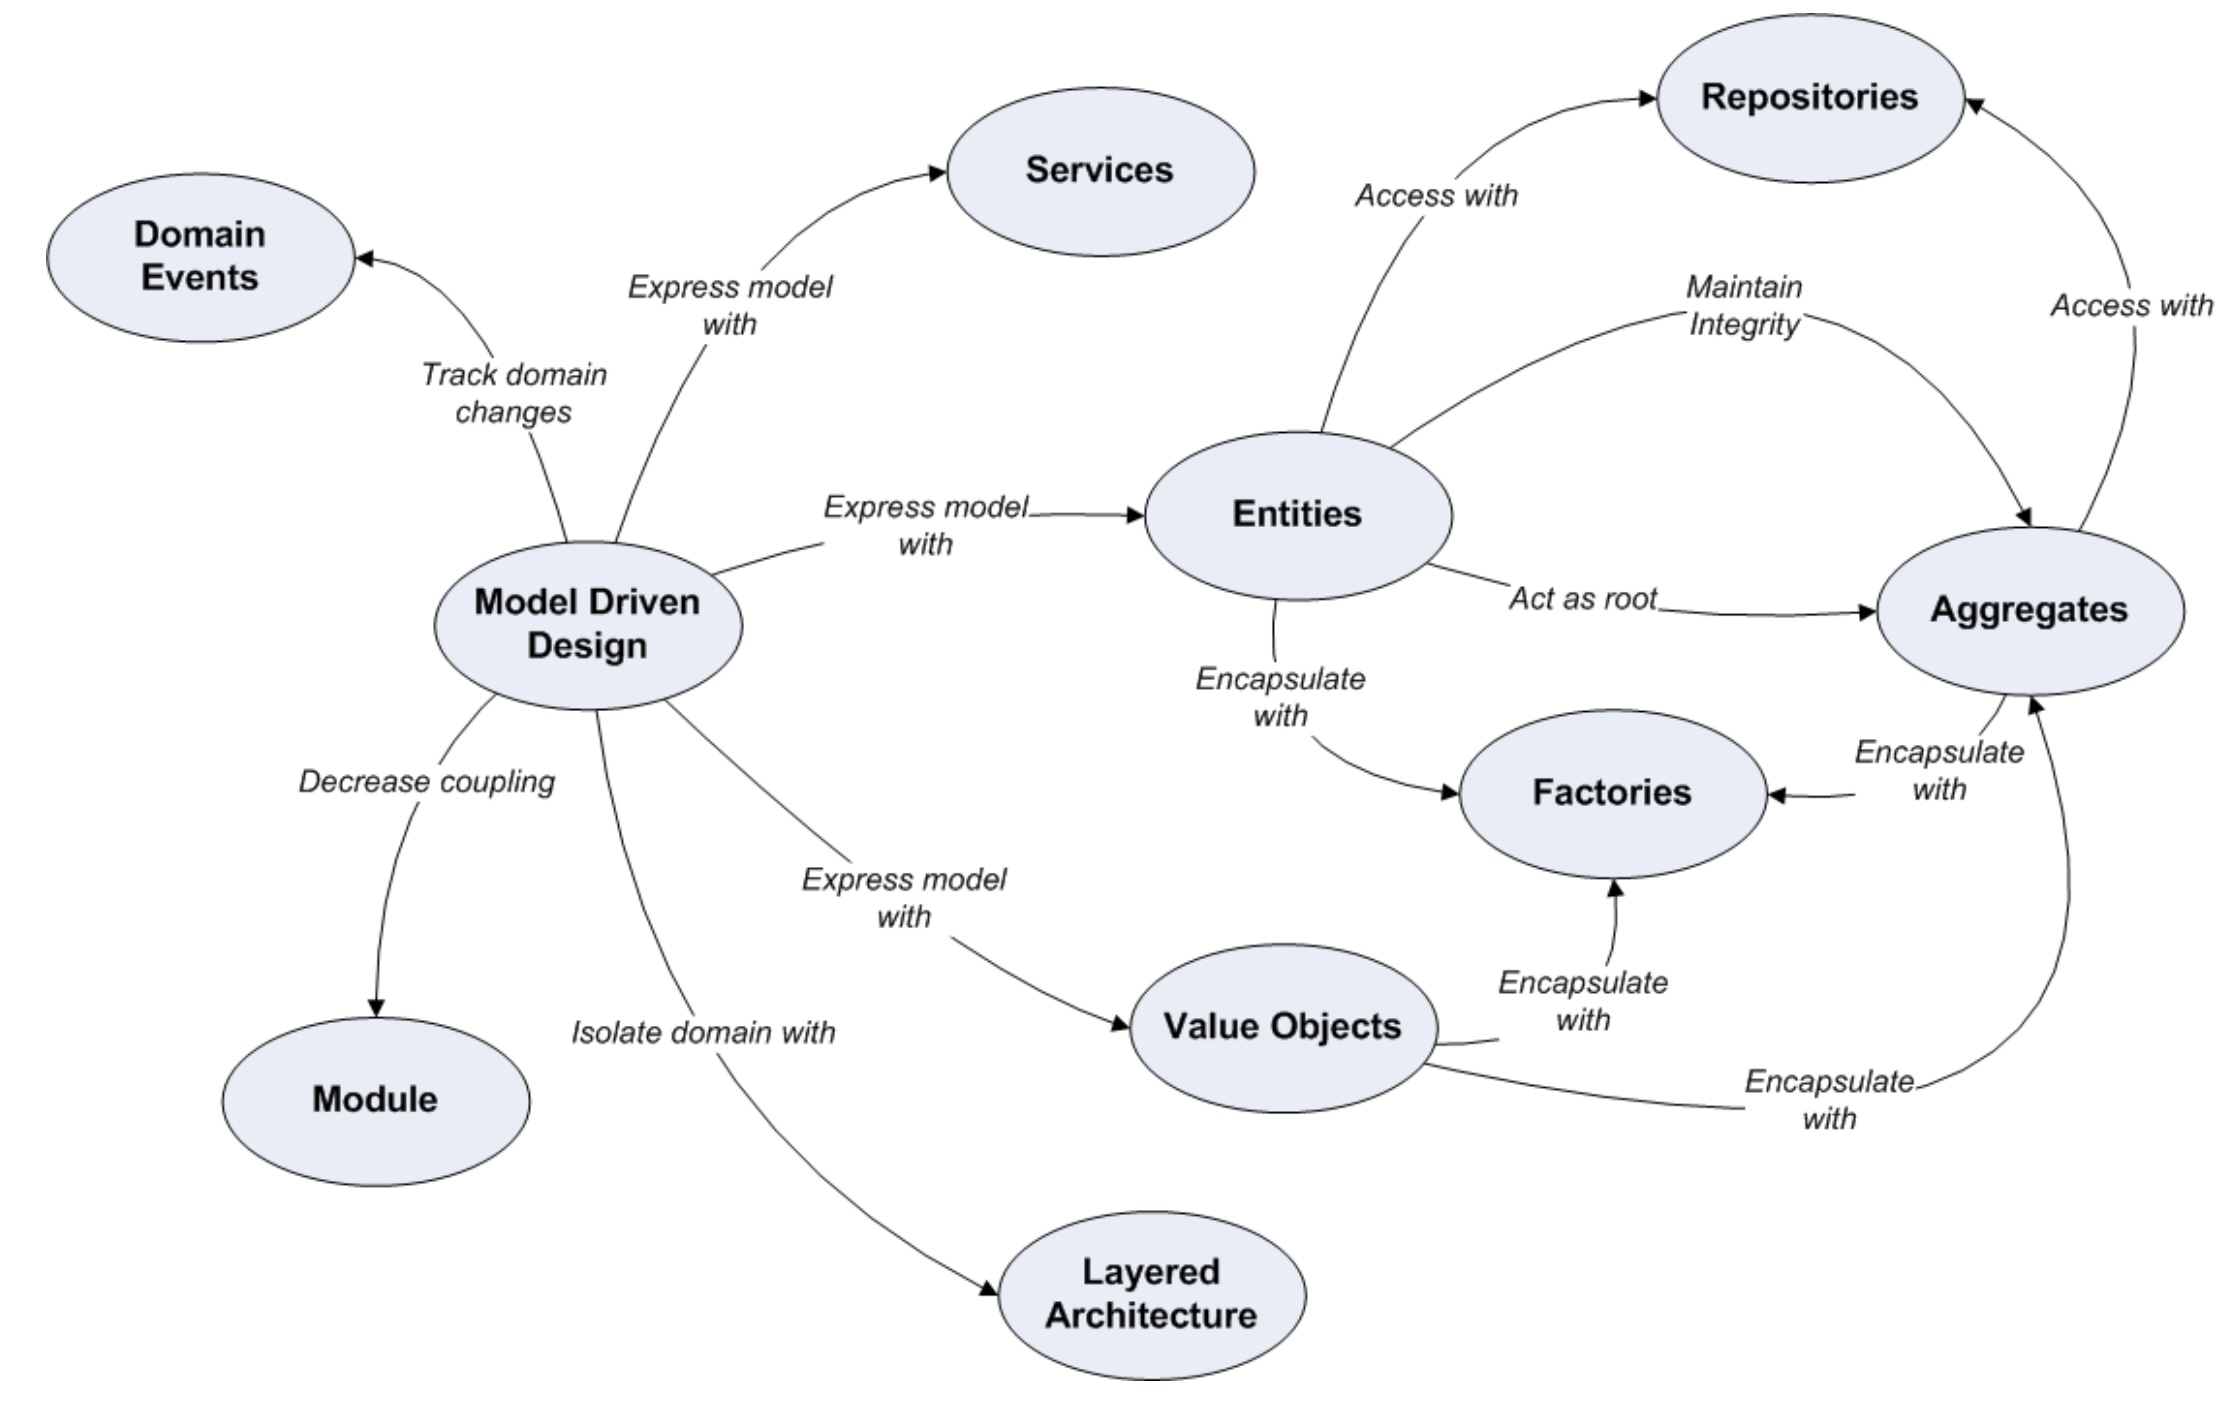 Repositories
Services
Access with
Domain
Events
Express model
with
Maintain
Integrity
Access with
Track domain
changes
Express model
with
Entities
Model Driven
Design
Act as root
Aggregates
Encapsulate
with
Factories
Encapsulate
with
Decrease coupling
Express model
with
Encapsulate
with
Value Objects
Isolate domain with
Module
Encapsulate
with
Layered
Architecture